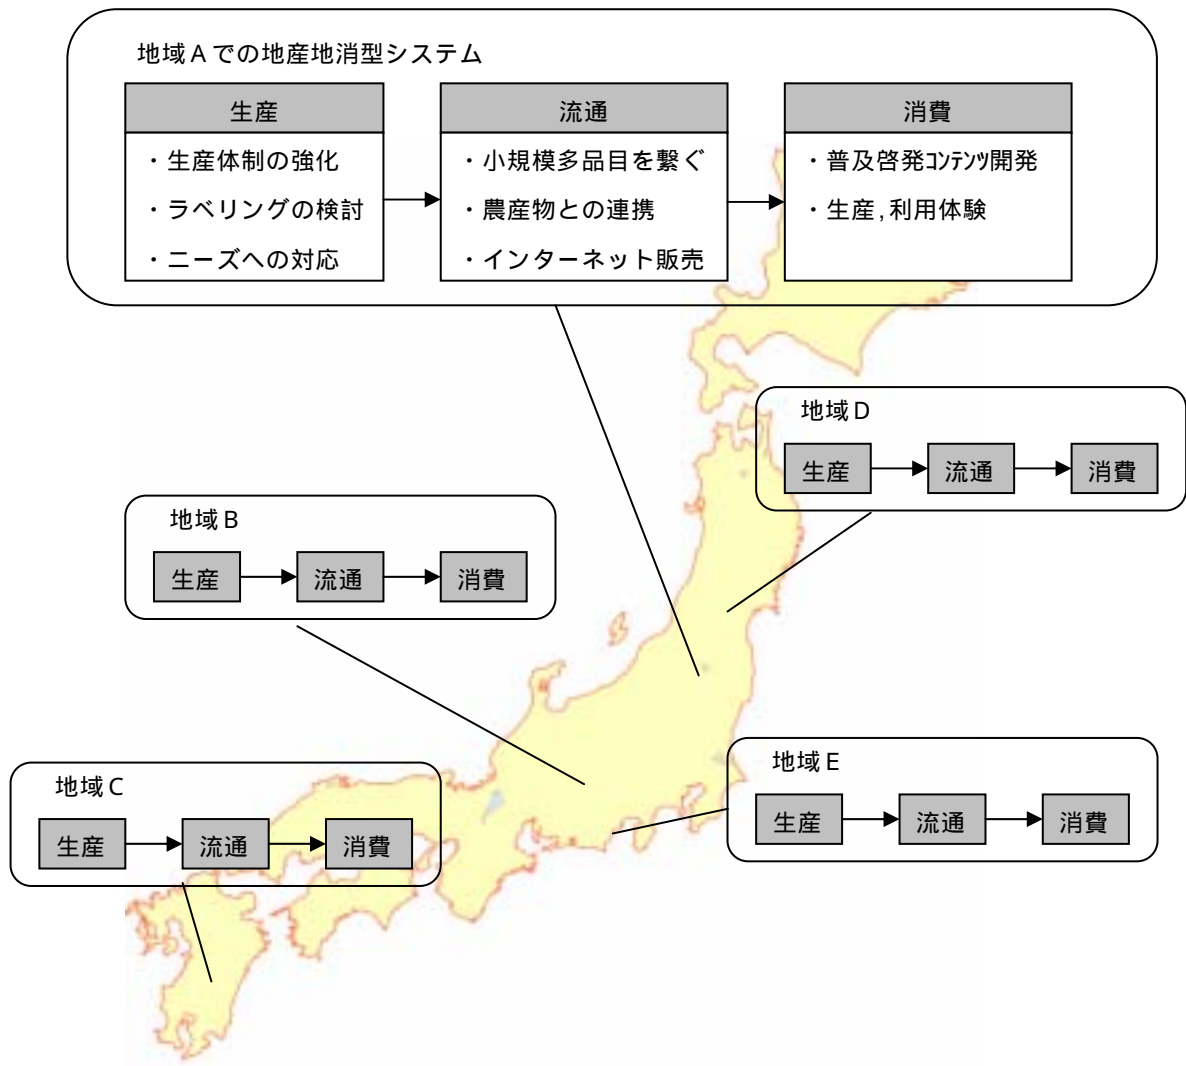 地域Aでの地産地消型システム
生産
・生産体制の強化
・ラベリングの検討
・ニーズへの対応
流通
・小規模多品目を繋ぐ
・農産物との連携
・インターネット販売
消費
・普及啓発ｺﾝﾃﾝﾂ開発
・生産,利用体験
地域D
生産
流通
消費
地域B
生産
流通
消費
地域E
生産
流通
消費
地域C
生産
流通
消費